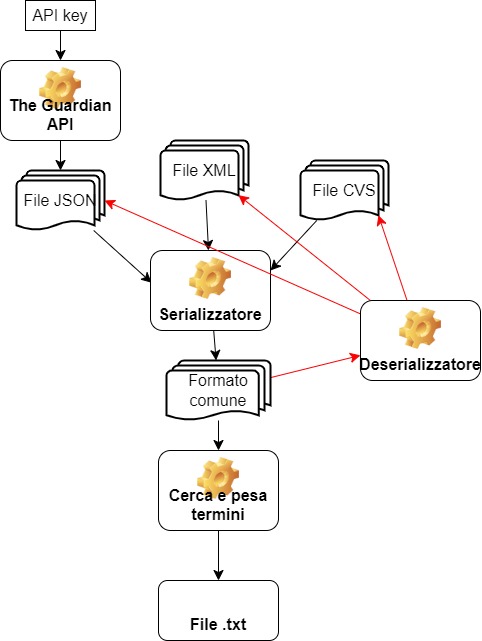 API key
The Guardian
API
File JSON
File XML
File CVS
Serializzatore
Deserializzatore
Formato
comune
Cerca e pesa
termini
File .txt